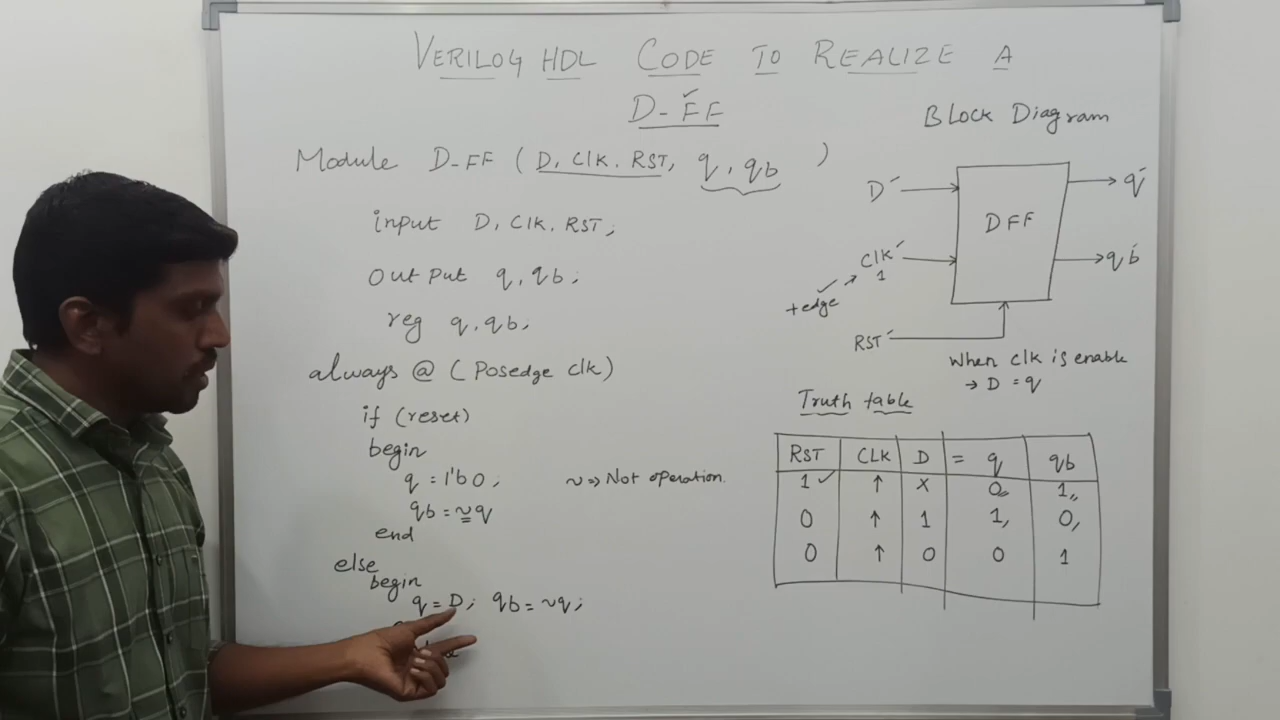 VERILOG HDL CODE TO REALIZE A
D-FF
Module D-FF ( D, Clk, RST, q, qb )
input D, Clk, RST;
output q, qb;
reg q, qb;
always @ ( Posedge clk)
if (reset)
begin
q = 1'b0;
qb = ~q
end
else
begin
q = D; qb = ~q;
~ => Not operation.
Block Diagram
D
DFF
q
Clk
1
qb
+edge
RST
When clk is enable
→ D = q
Truth table
RST CLK D = q qb
1 ↑ X 0 1
0 ↑ 1 1 0
0 ↑ 0 0 1